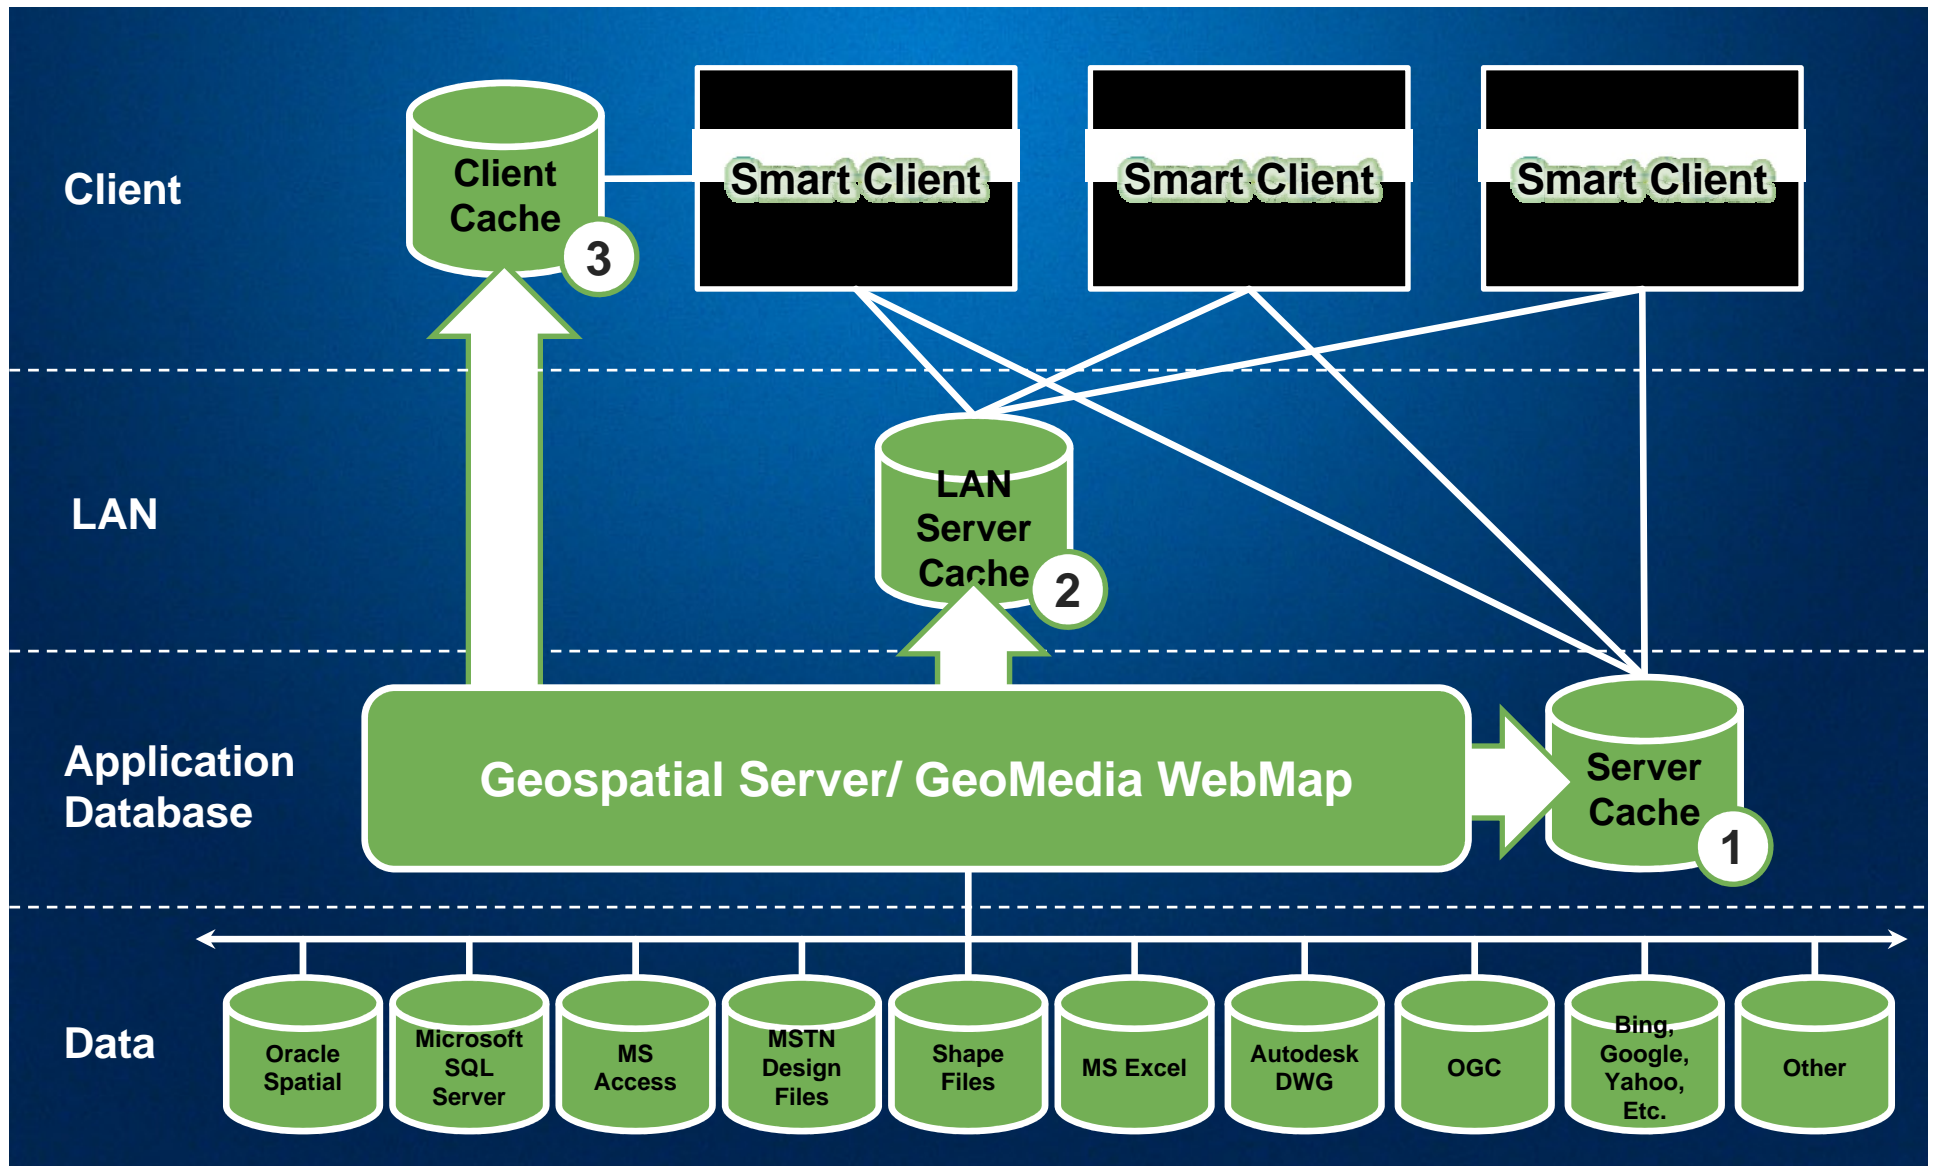 Client
Client
Cache
3
Smart Client
Smart Client
Smart Client
LAN
LAN
Server
Cache
2
Application
Database
Geospatial Server/ GeoMedia WebMap
Server
Cache
1
Data
Oracle
Spatial
Microsoft
SQL
Server
MS
Access
MSTN
Design
Files
Shape
Files
MS Excel
Autodesk
DWG
OGC
Bing,
Google,
Yahoo,
Etc.
Other